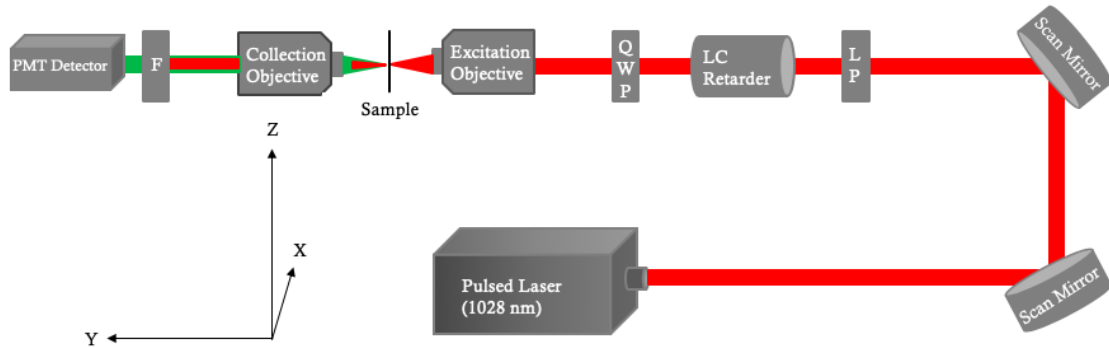 PMT Detector
F
Collection
Objective
Excitation
Objective
Q
W
P
LC
Retarder
L
P
Scan Mirror
Sample
Z
X
Y
Pulsed Laser
(1028 nm)
Scan Mirror